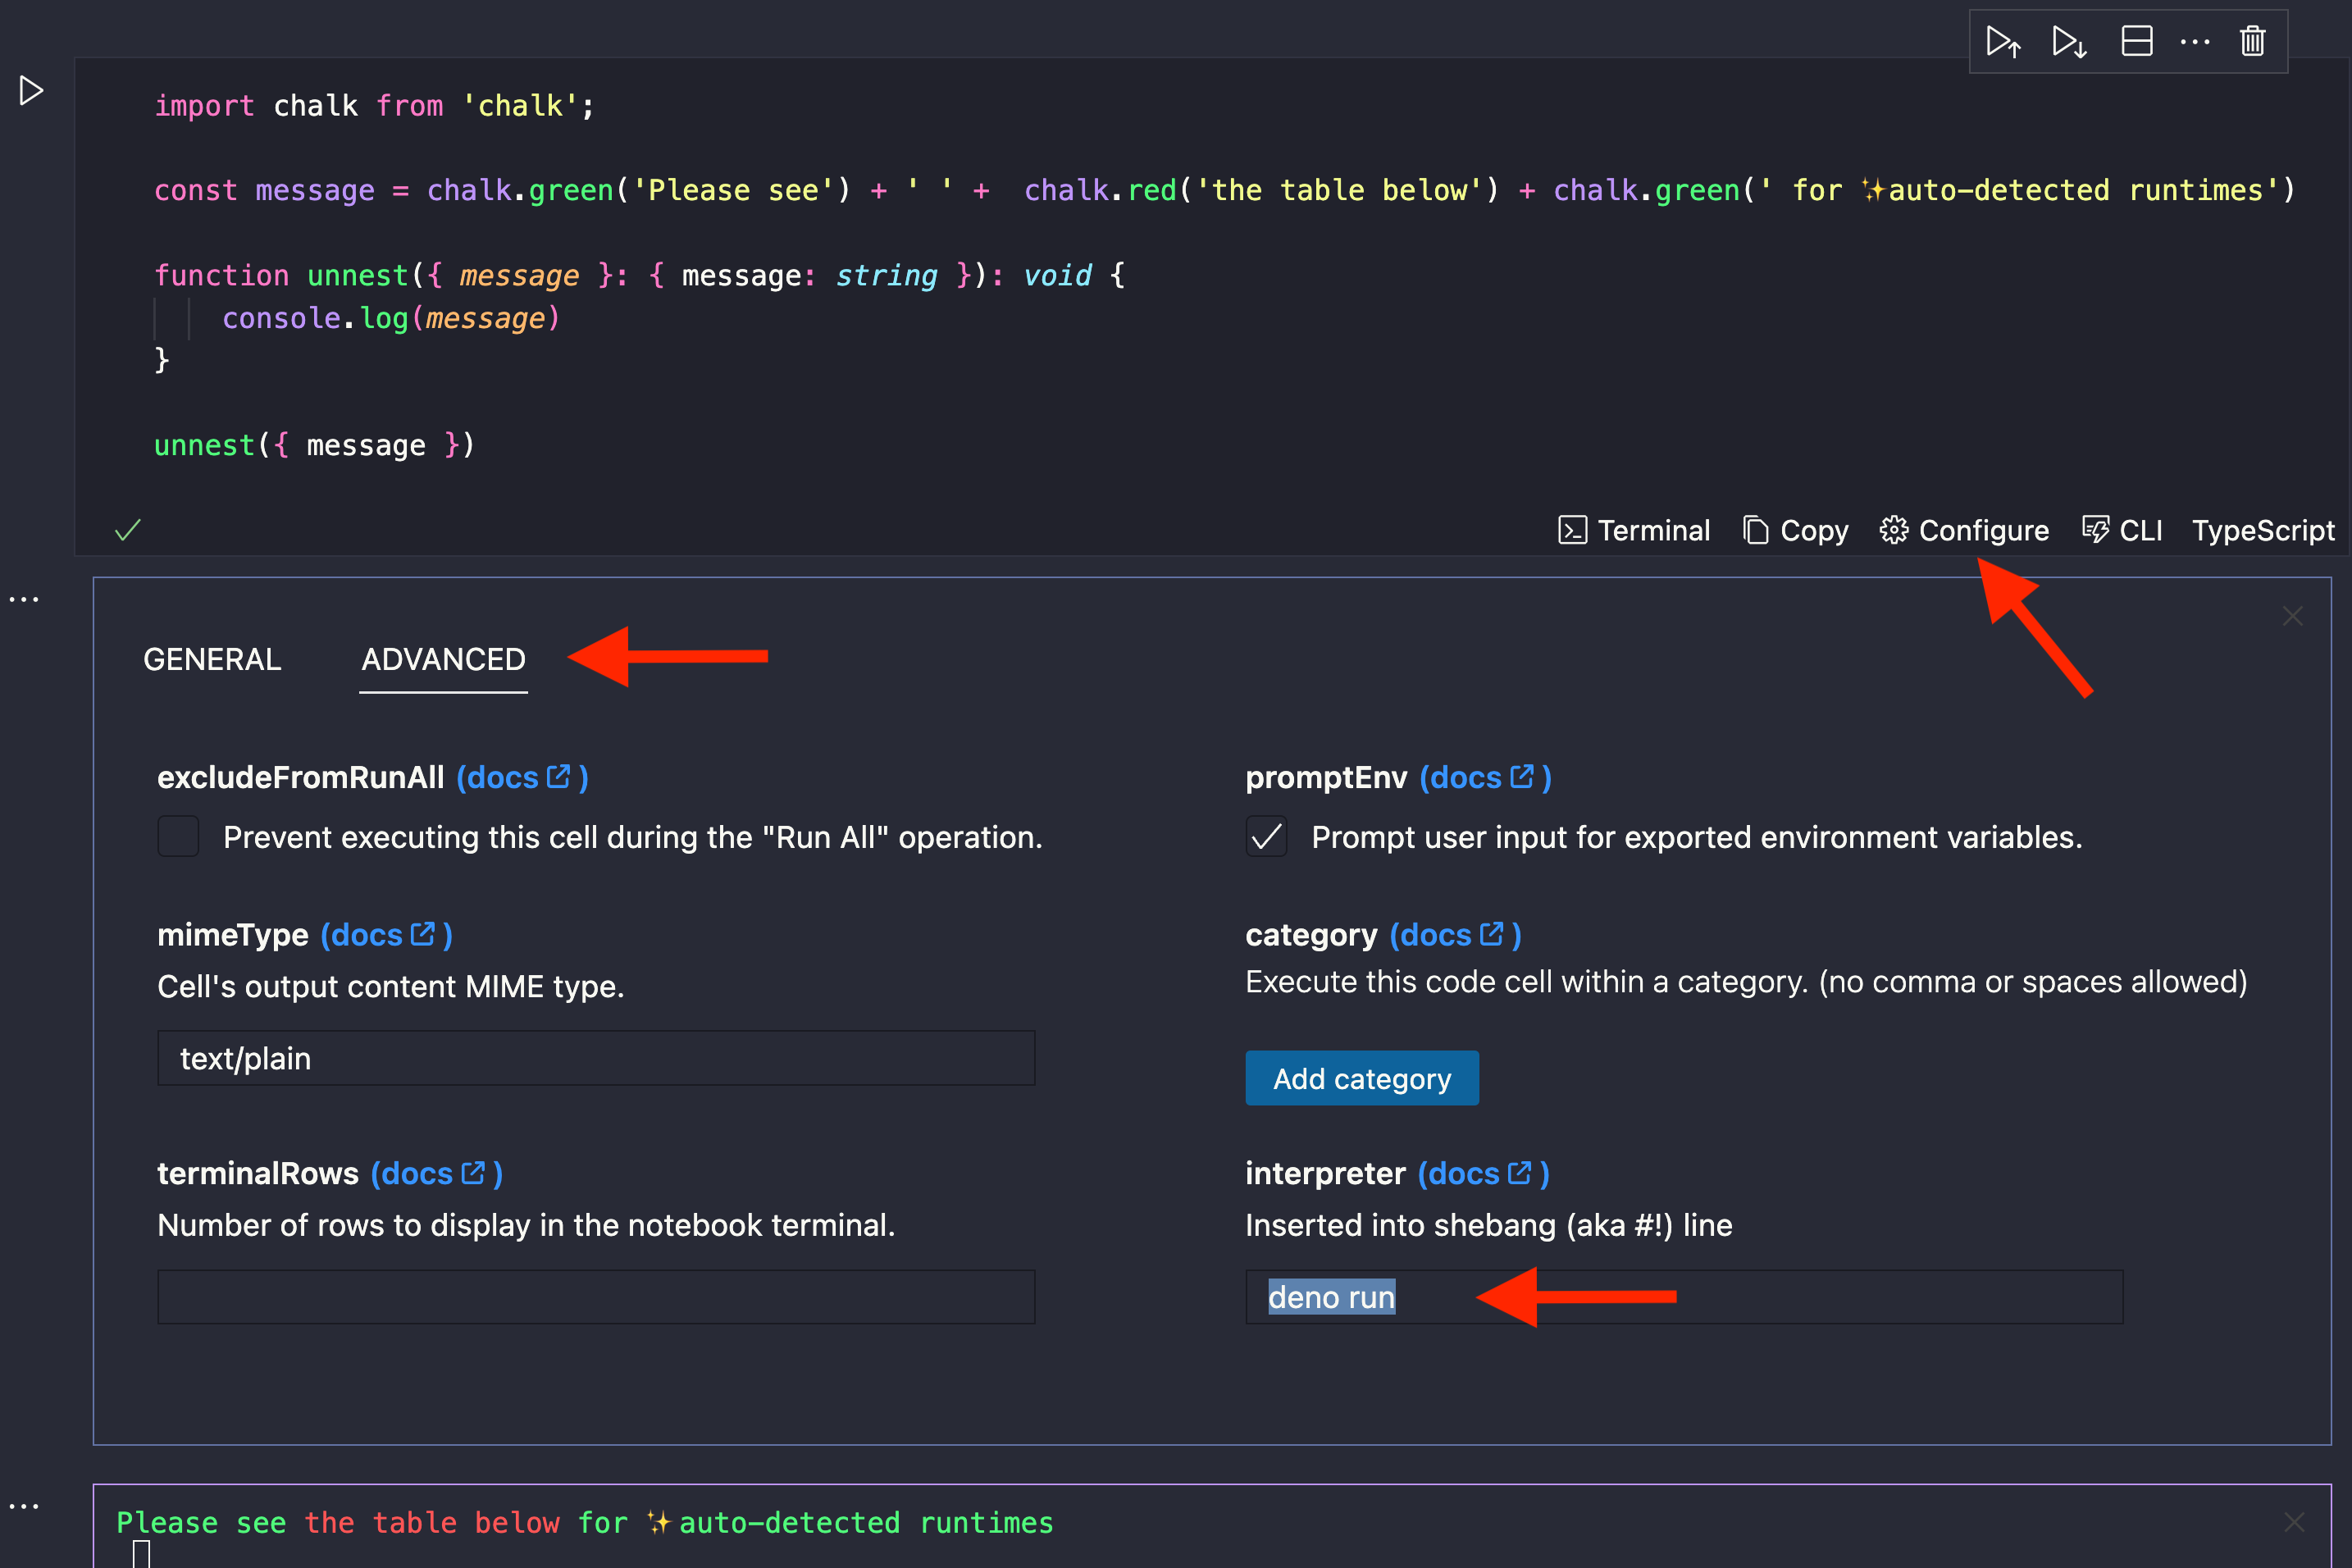 import chalk from 'chalk';
const message = chalk.green('Please see') + ' ' +  chalk.red('the table below') + chalk.green(' for ✨auto-detected runtimes')
function unnest({ message }: { message: string }): void {
console.log(message)
}
unnest({ message })
Terminal Copy Configure CLI TypeScript
GENERAL ADVANCED
excludeFromRunAll (docs)
Prevent executing this cell during the "Run All" operation.
promptEnv (docs)
Prompt user input for exported environment variables.
mimeType (docs)
Cell's output content MIME type.
text/plain
category (docs)
Execute this code cell within a category. (no comma or spaces allowed)
Add category
terminalRows (docs)
Number of rows to display in the notebook terminal.
interpreter (docs)
Inserted into shebang (aka #!) line
deno run
Please see the table below for ✨auto-detected runtimes